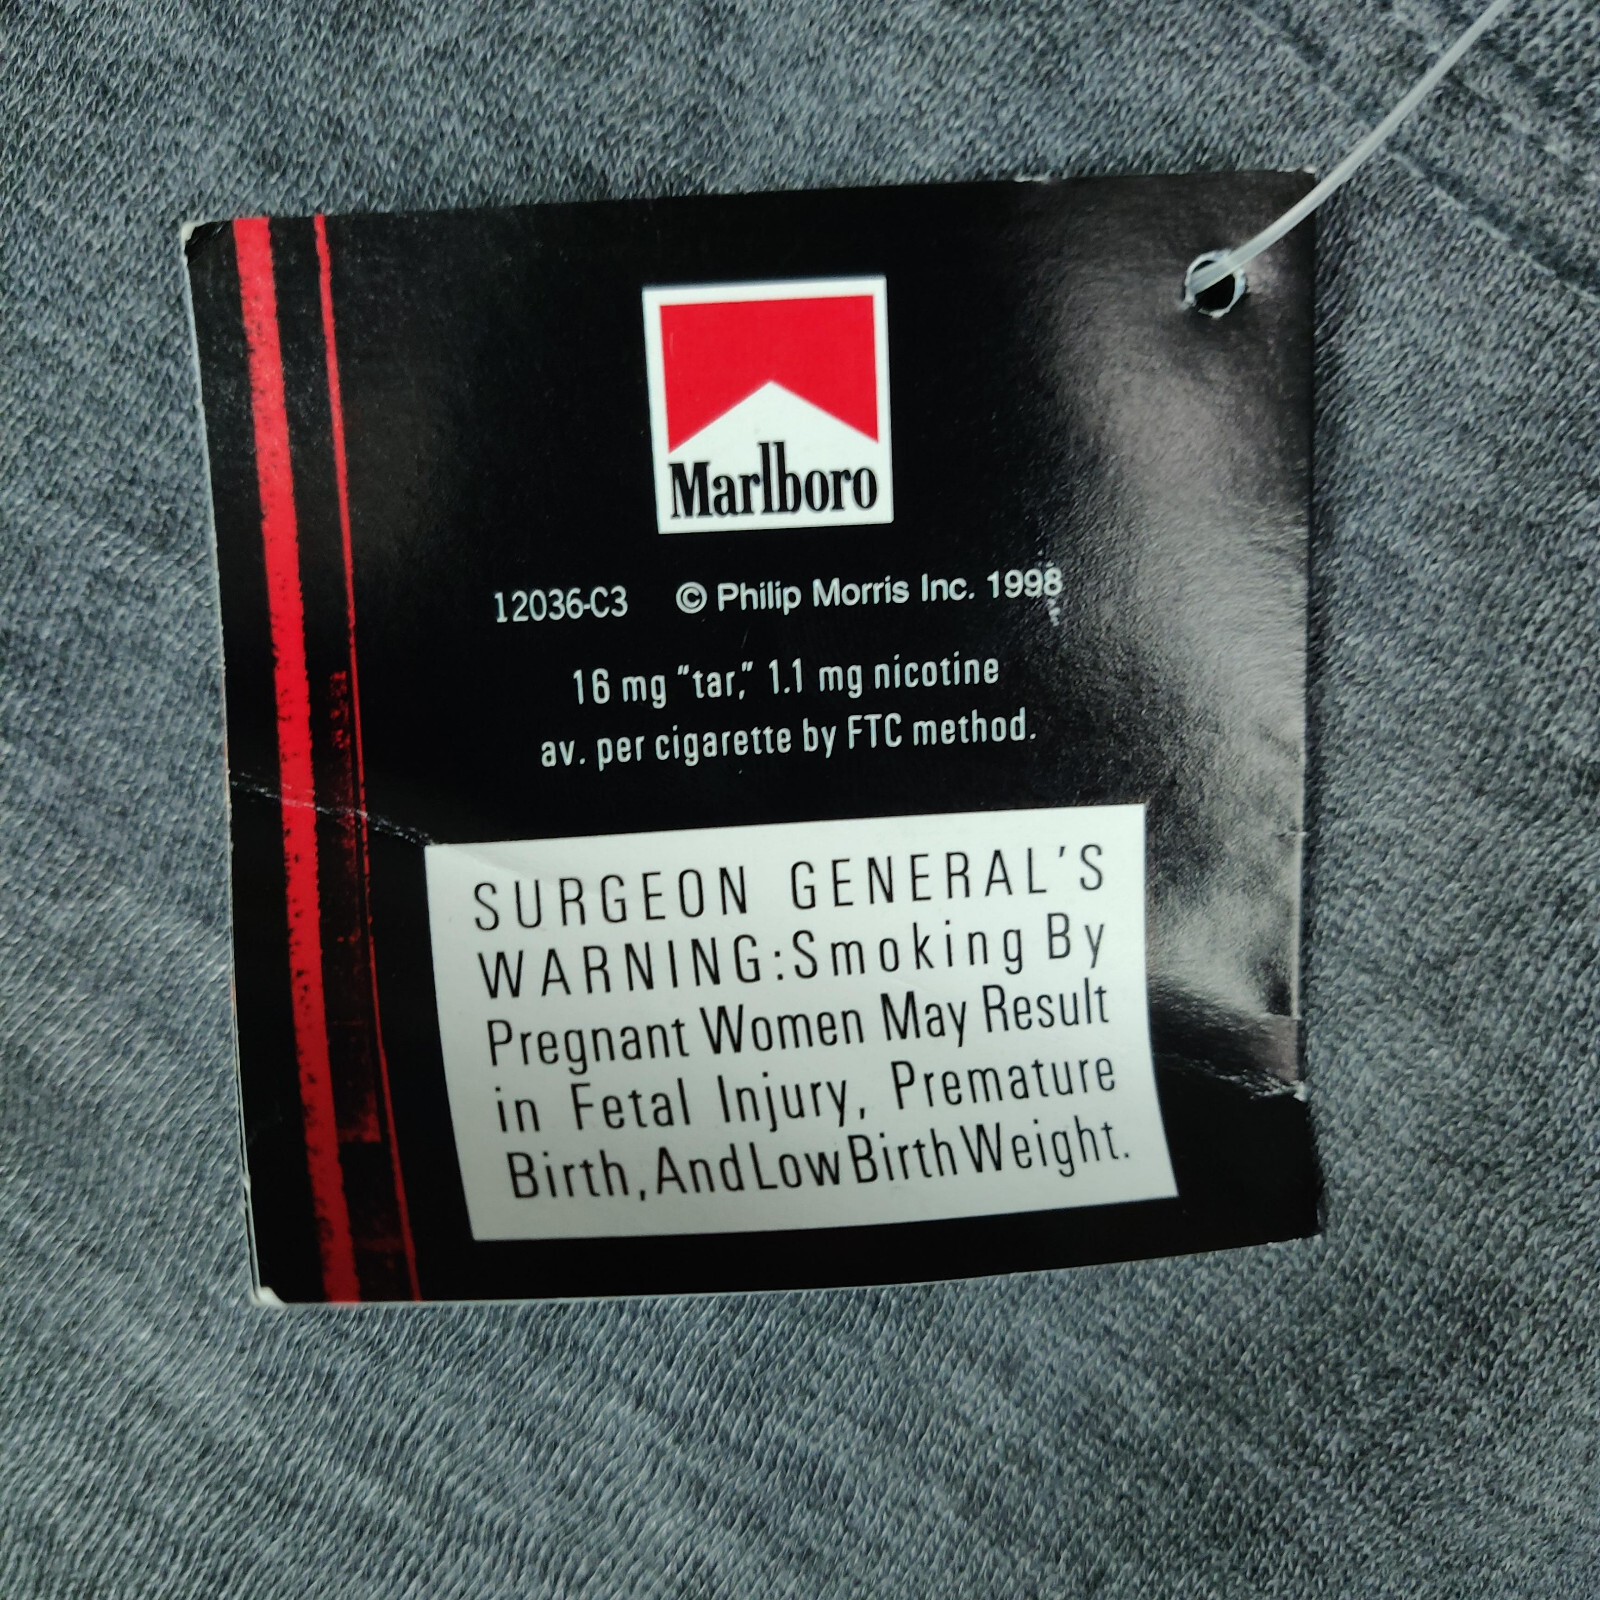 Marlboro
12036-C3 © Philip Morris Inc. 1998
16 mg “tar,” 1.1 mg nicotine
av. per cigarette by FTC method.
SURGEON GENERAL'S
WARNING:Smoking By
Pregnant Women May Result
in Fetal Injury, Premature
Birth, And Low Birth Weight.